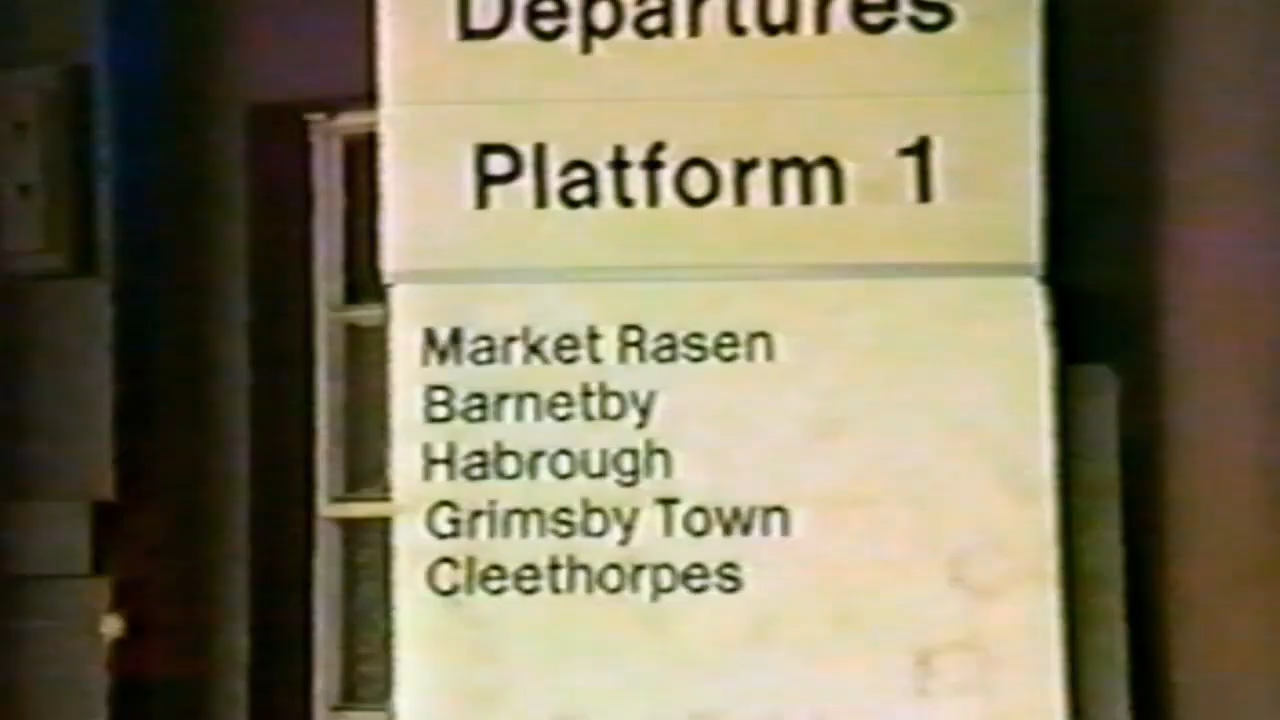 Departures
Platform 1
Market Rasen
Barnetby
Habrough
Grimsby Town
Cleethorpes